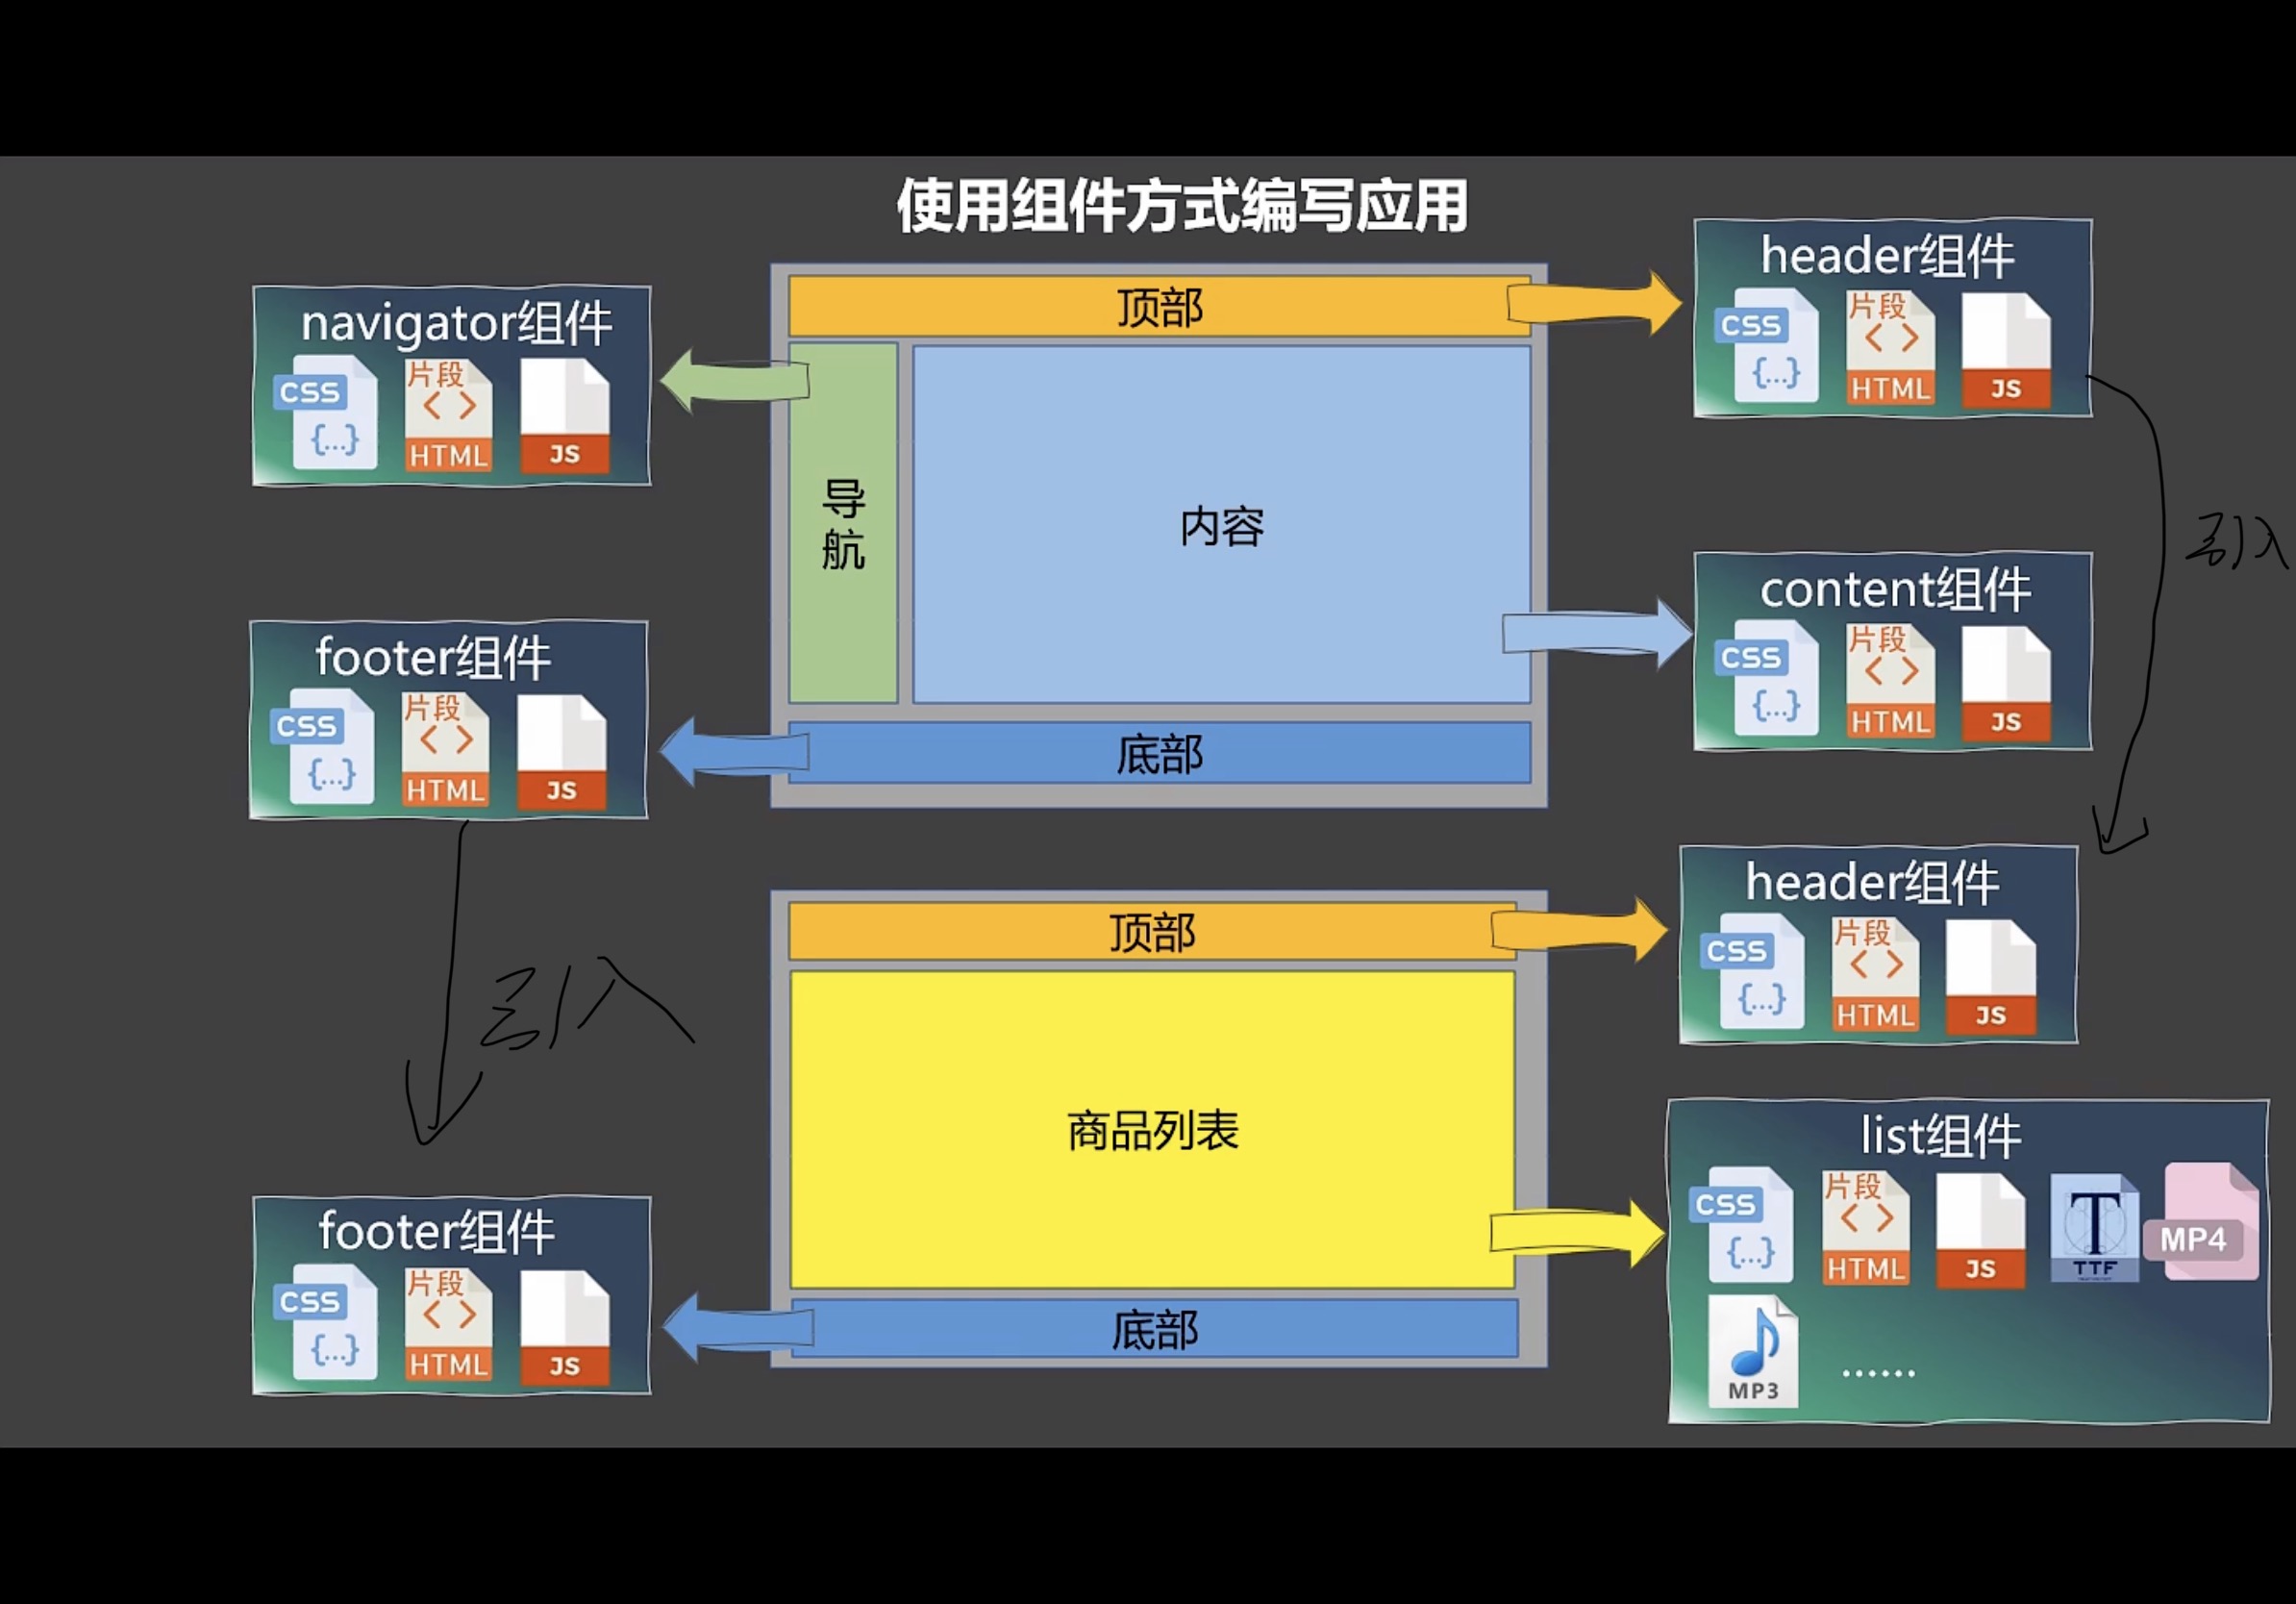 使用组件方式编写应用
navigator组件
CSS
{...}
片段
< >
HTML
JS
顶部
导航
内容
底部
header组件
CSS
{...}
片段
< >
HTML
JS
引入
footer组件
CSS
{...}
片段
< >
HTML
JS
content组件
CSS
{...}
片段
< >
HTML
JS
引入
顶部
商品列表
底部
header组件
CSS
{...}
片段
< >
HTML
JS
footer组件
CSS
{...}
片段
< >
HTML
JS
list组件
CSS
{...}
片段
< >
HTML
JS
T
TTF
MP4
MP3
......